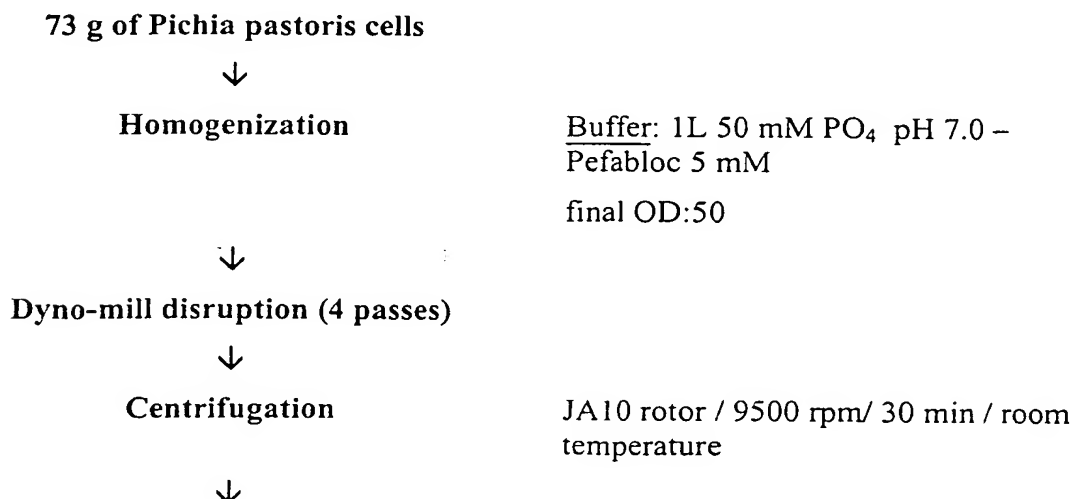 73 g of Pichia pastoris cells
↓
Homogenization
Buffer: 1L 50 mM PO₄ pH 7.0 –
Pefabloc 5 mM
final OD:50
↓
Dyno-mill disruption (4 passes)
↓
Centrifugation
JA10 rotor / 9500 rpm/ 30 min / room
temperature
↓